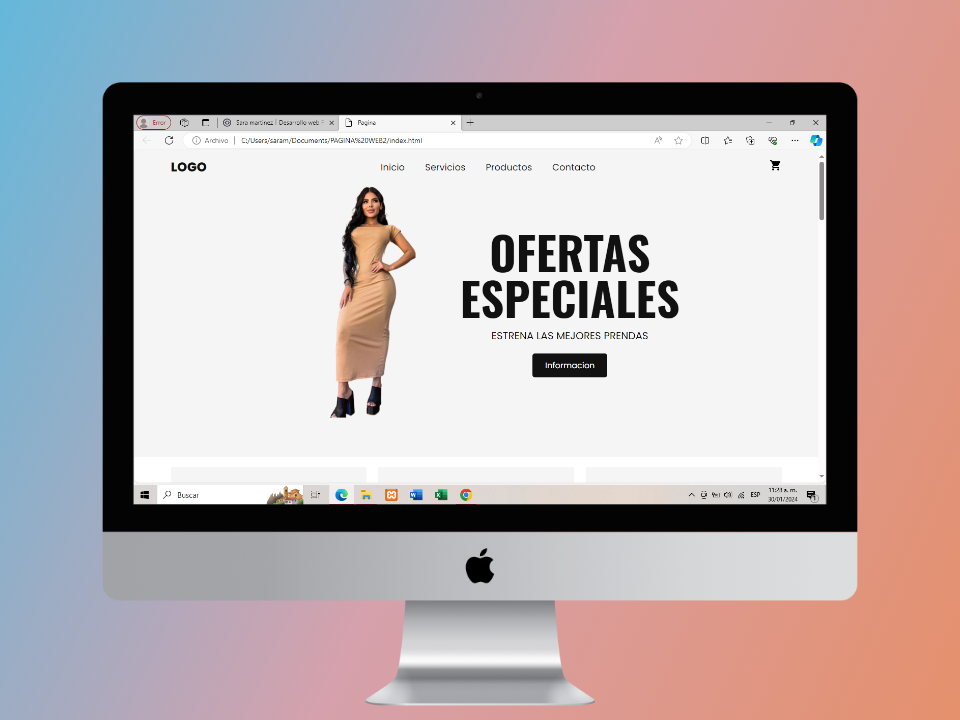 Error
Sara martinez | Desarrollo web
Pagina
Archivo
C:/Users/saram/Documents/PAGINA%20WEB2/index.html
LOGO
Inicio
Servicios
Productos
Contacto
OFERTAS
ESPECIALES
ESTRENA LAS MEJORES PRENDAS
Informacion
Buscar
ESP
11:23 a. m.
30/01/2024